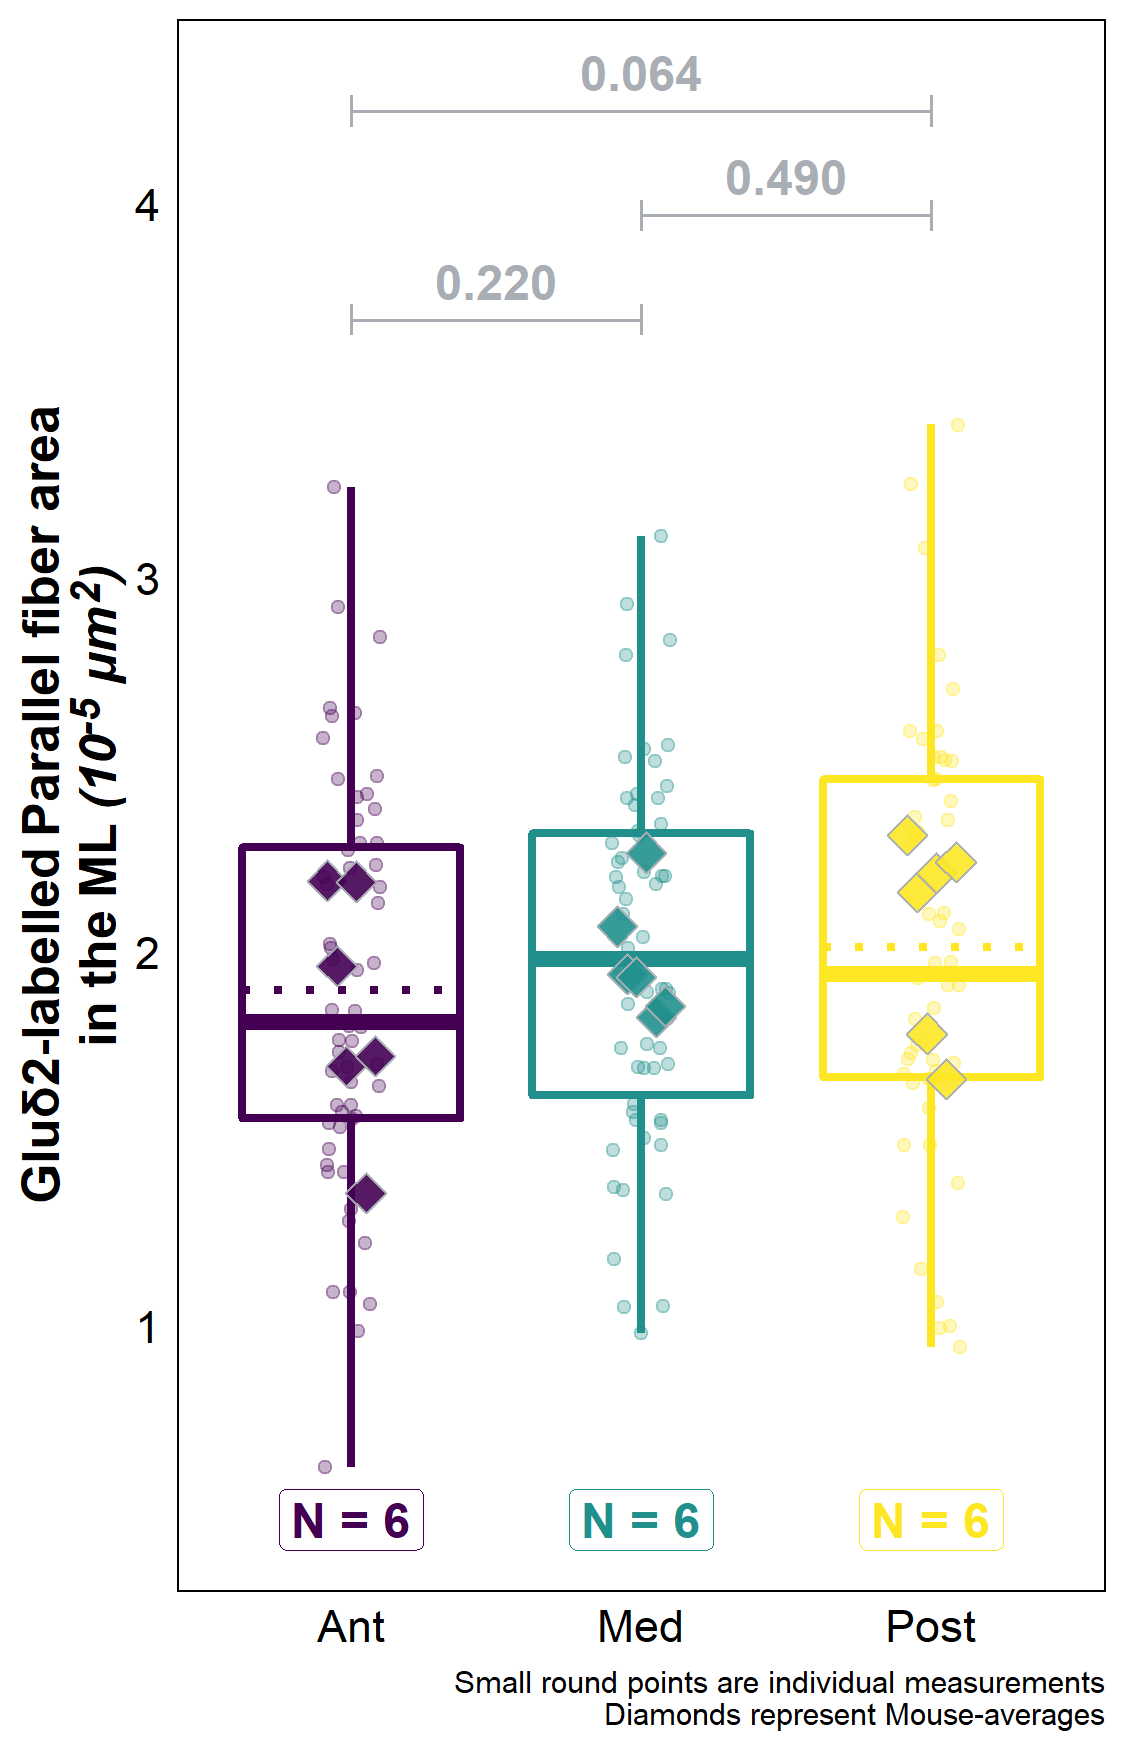 0.064
0.490
0.220
4
3
2
1
Gluδ2-labelled Parallel fiber area
in the ML (10⁻⁵ µm²)
N = 6
N = 6
N = 6
Ant
Med
Post
Small round points are individual measurements
Diamonds represent Mouse-averages